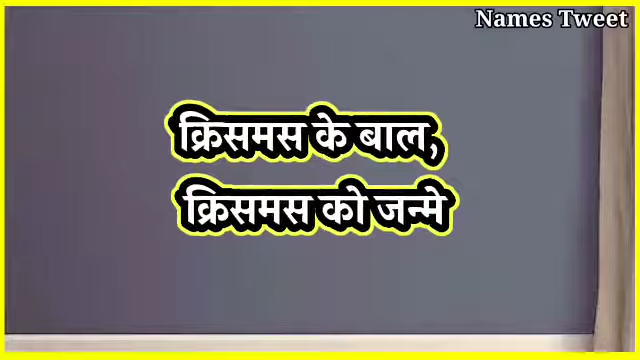 Names Tweet
क्रिसमस के बाल,
क्रिसमस को जन्मे